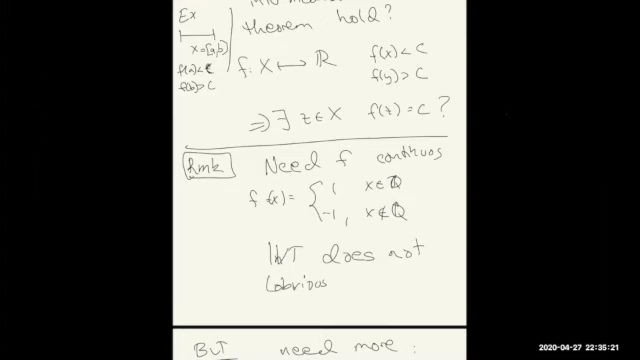 Ex
X=[a,b]
f(a)<C
f(b)>C
theorem hold?
f: X ⟼ ℝ
f(x)<C
f(y)>C
=> ∃ z∈X f(z)=C?
Rmk
Need f continuos
f(x)= { 1 x∈ℚ
-1, x∉ℚ
IVT does not
BUT need more:
2020-04-27 22:35:21